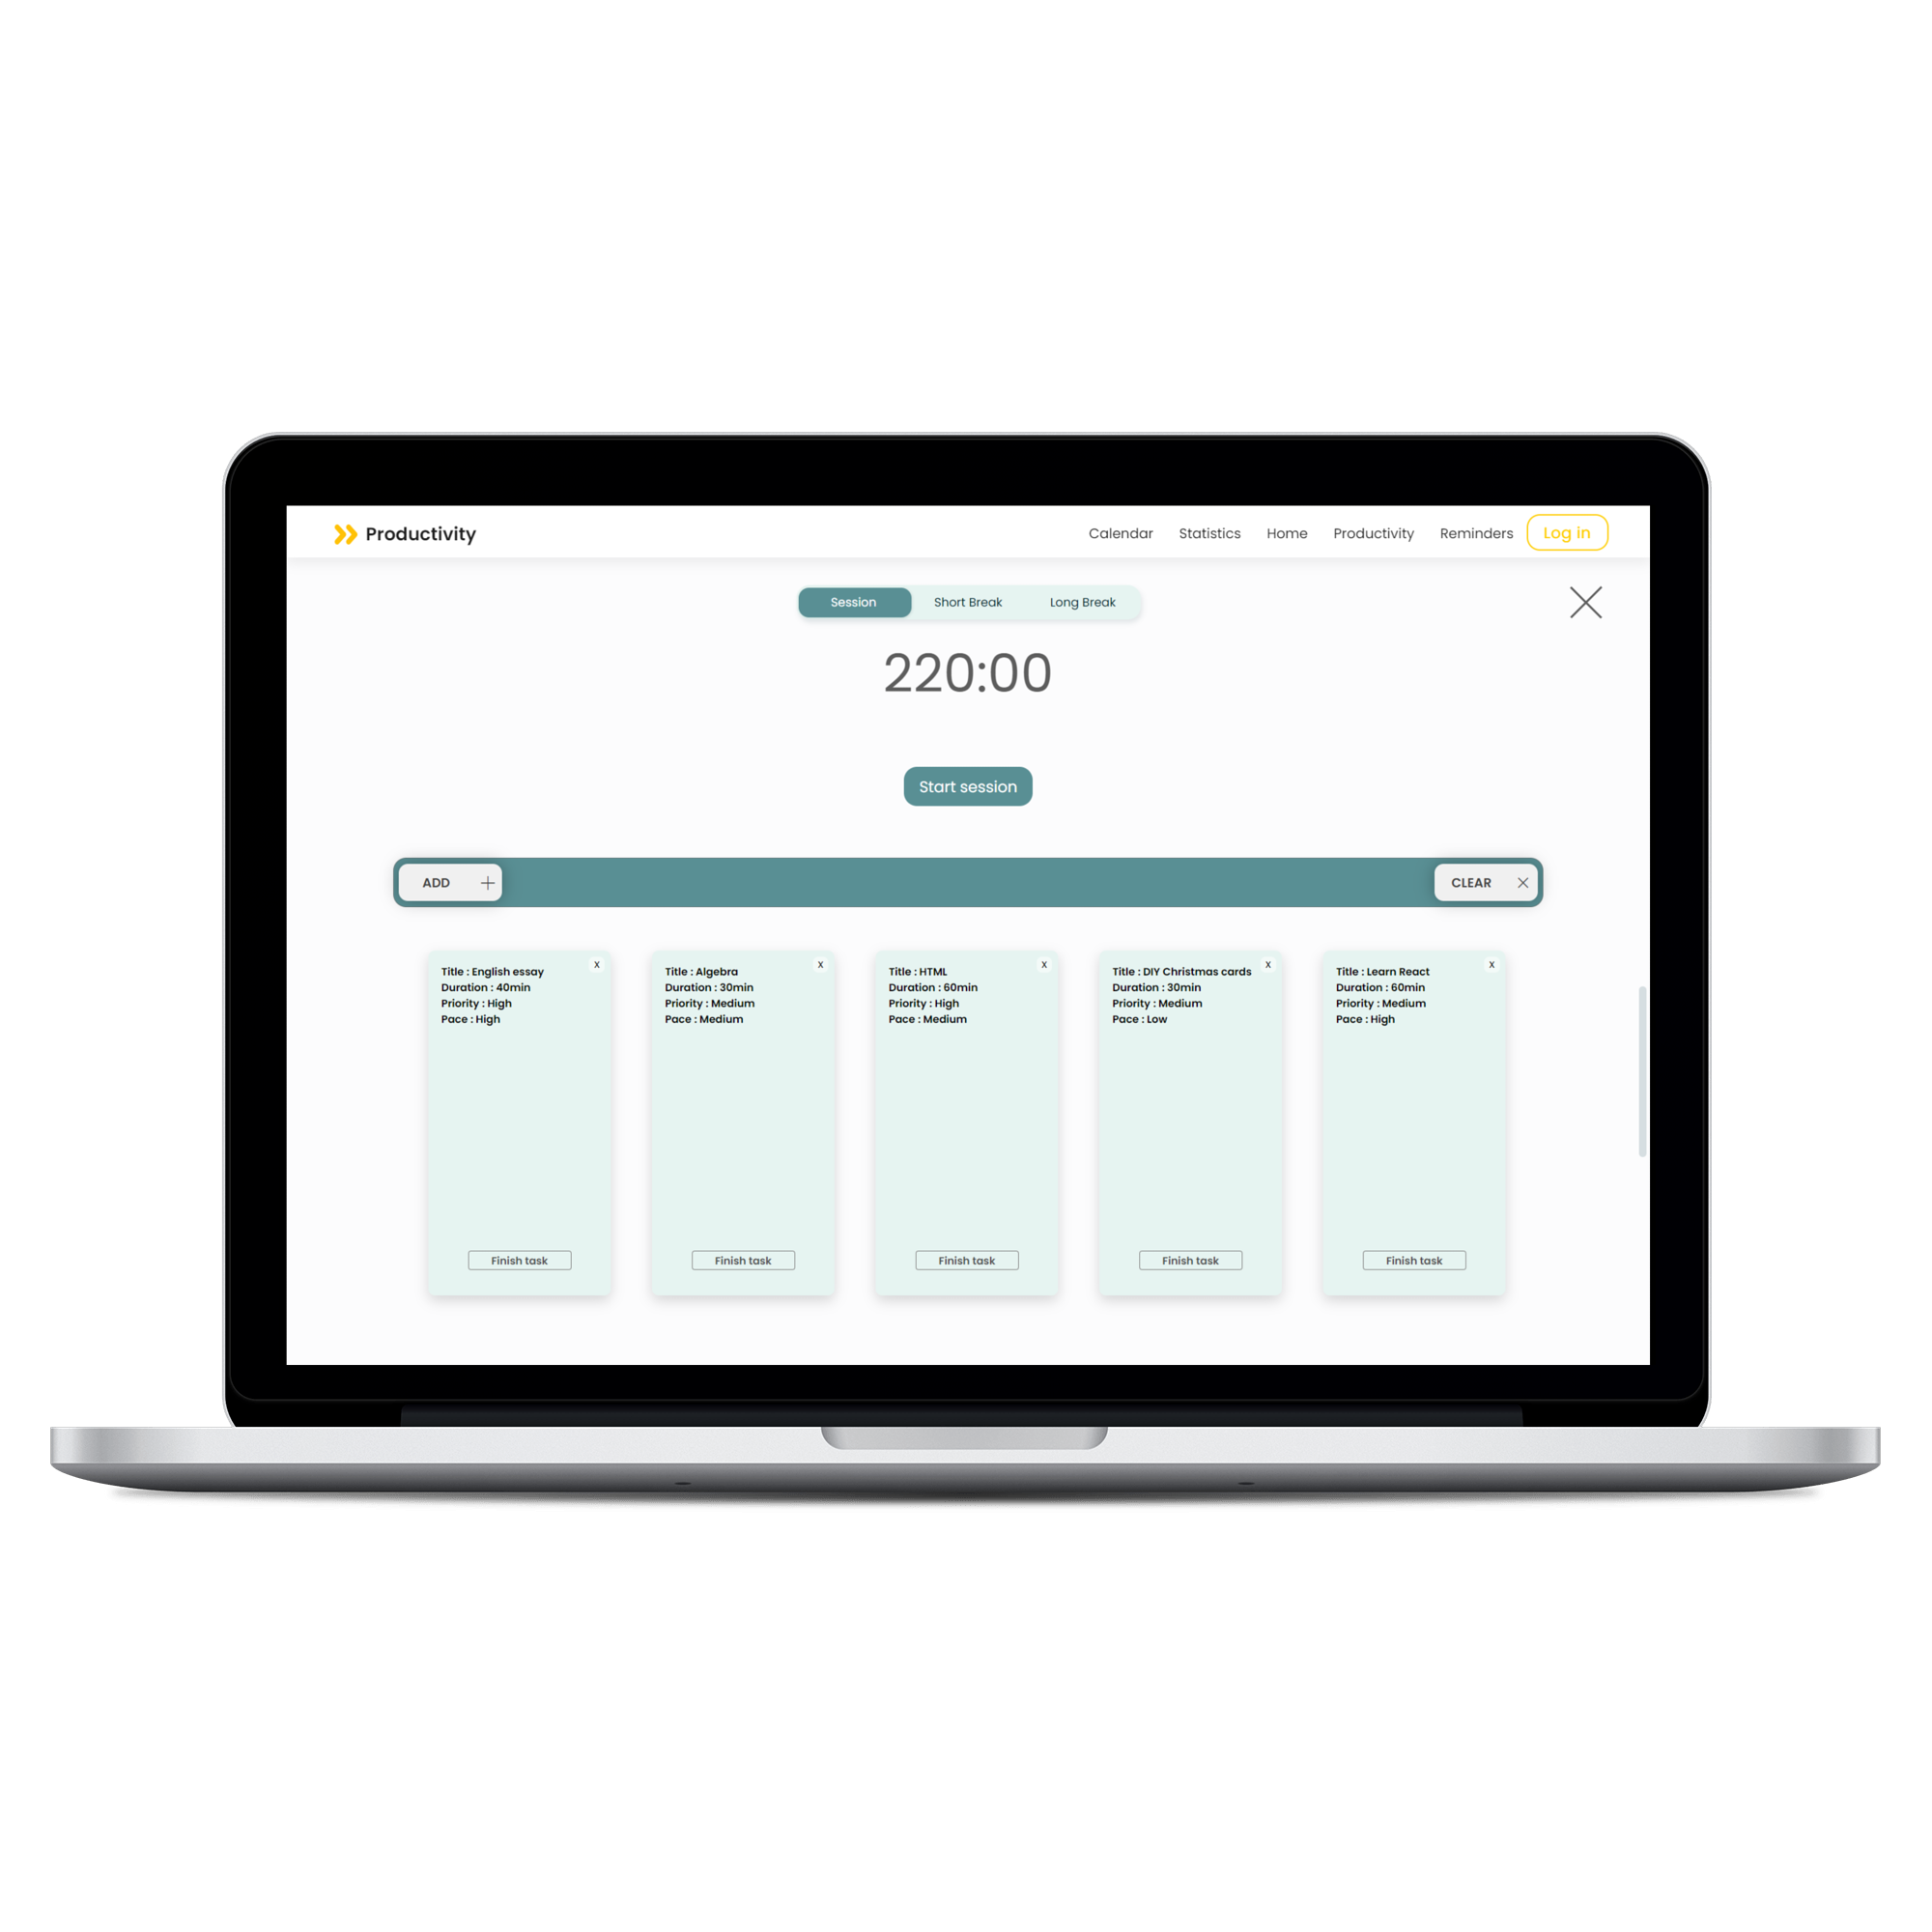 Productivity
Calendar Statistics Home Productivity Reminders Log in
Session Short Break Long Break
220:00
Start session
ADD
CLEAR
Title : English essay
Duration : 40min
Priority : High
Pace : High
x
Finish task
Title : Algebra
Duration : 30min
Priority : Medium
Pace : Medium
x
Finish task
Title : HTML
Duration : 60min
Priority : High
Pace : Medium
x
Finish task
Title : DIY Christmas cards
Duration : 30min
Priority : Medium
Pace : Low
x
Finish task
Title : Learn React
Duration : 60min
Priority : Medium
Pace : High
x
Finish task